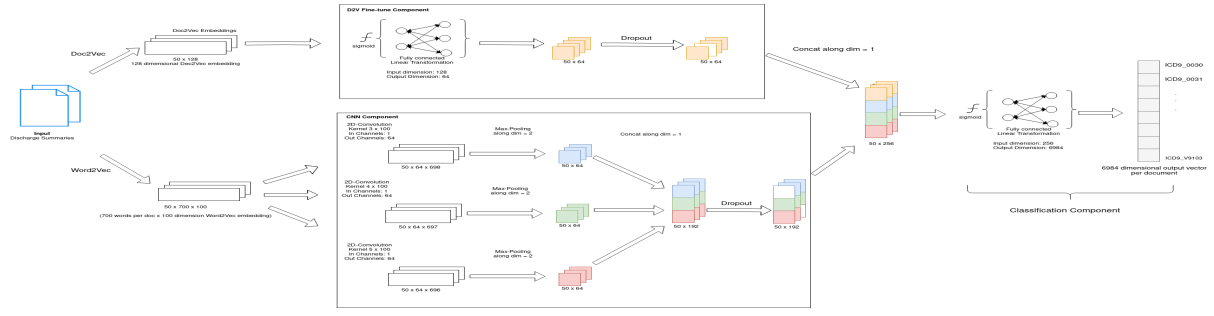 D2V Fine-tune Component
Doc2Vec
Doc2Vec Embeddings
50 x 128
128 dimensional Doc2Vec embedding
sigmoid
Fully connected
Linear Transformation
Input dimension: 128
Output Dimension: 64
50 x 64
Dropout
50 x 64
Concat along dim = 1
Input
Discharge Summaries
Word2Vec
50 x 700 x 100
(700 words per doc x 100 dimension Word2Vec embedding)
CNN Component
2D-Convolution
Kernel 3 x 100
In Channels: 1
Out Channels: 64
50 x 64 x 698
Max-Pooling
along dim = 2
50 x 64
Concat along dim = 1
2D-Convolution
Kernel 4 x 100
In Channels: 1
Out Channels: 64
50 x 64 x 697
Max-Pooling
along dim = 2
50 x 64
2D-Convolution
Kernel 5 x 100
In Channels: 1
Out Channels: 64
50 x 64 x 696
Max-Pooling
along dim = 2
50 x 64
50 x 192
Dropout
50 x 192
50 x 256
sigmoid
Fully connected
Linear Transformation
Input dimension: 256
Output Dimension: 6984
ICD9_0030
ICD9_0031
.
.
.
ICD9_V9103
6984 dimensional output vector
per document
Classification Component